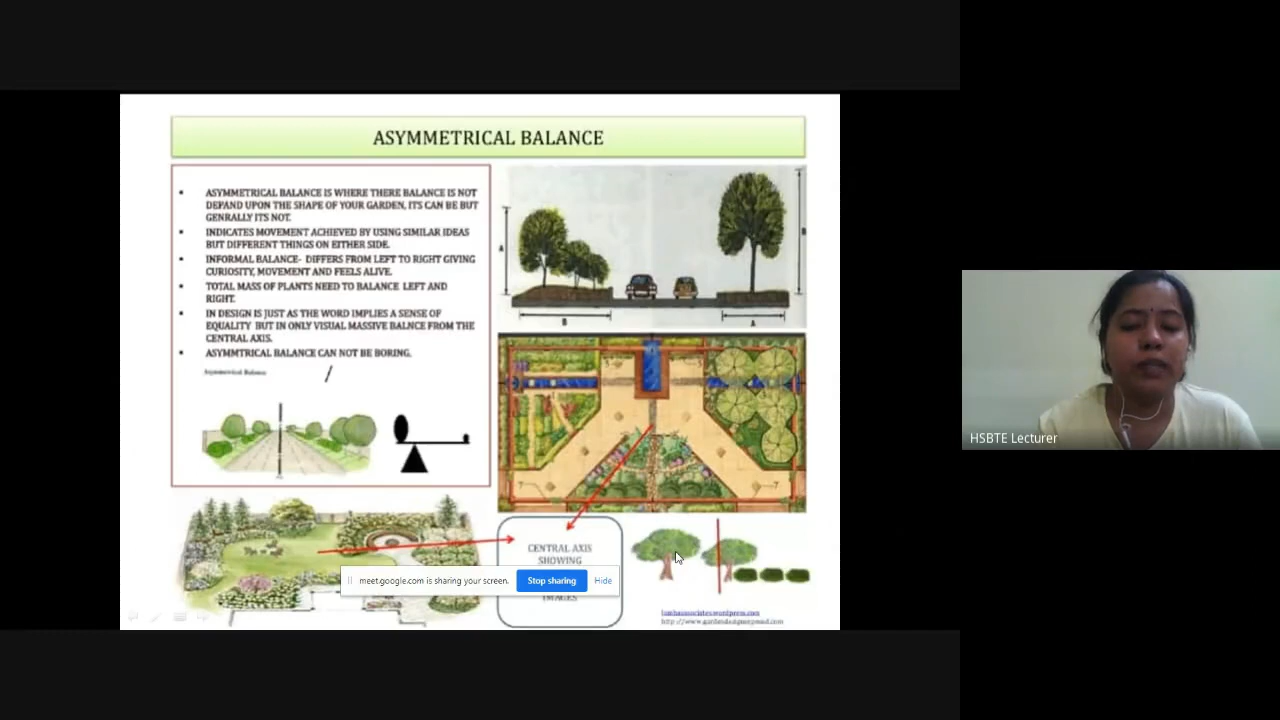 ASYMMETRICAL BALANCE
ASYMMETRICAL BALANCE IS WHERE THERE BALANCE IS NOT
DEPAND UPON THE SHAPE OF YOUR GARDEN, ITS CAN BE BUT
GENRALLY ITS NOT.
INDICATES MOVEMENT ACHIEVED BY USING SIMILAR IDEAS
BUT DIFFERENT THINGS ON EITHER SIDE.
INFORMAL BALANCE- DIFFERS FROM LEFT TO RIGHT GIVING
CURIOSITY, MOVEMENT AND FEELS ALIVE.
TOTAL MASS OF PLANTS NEED TO BALANCE LEFT AND
RIGHT.
IN DESIGN IS JUST AS THE WORD IMPLIES A SENSE OF
EQUALITY BUT IN ONLY VISUAL MASSIVE BALNCE FROM THE
CENTRAL AXIS.
ASYMMTRICAL BALANCE CAN NOT BE BORING.
Asymmetrical Balance
A
B
B
A
7
7
CENTRAL AXIS
SHOWING
IMAGES
meet.google.com is sharing your screen.
Stop sharing
Hide
HSBTE Lecturer